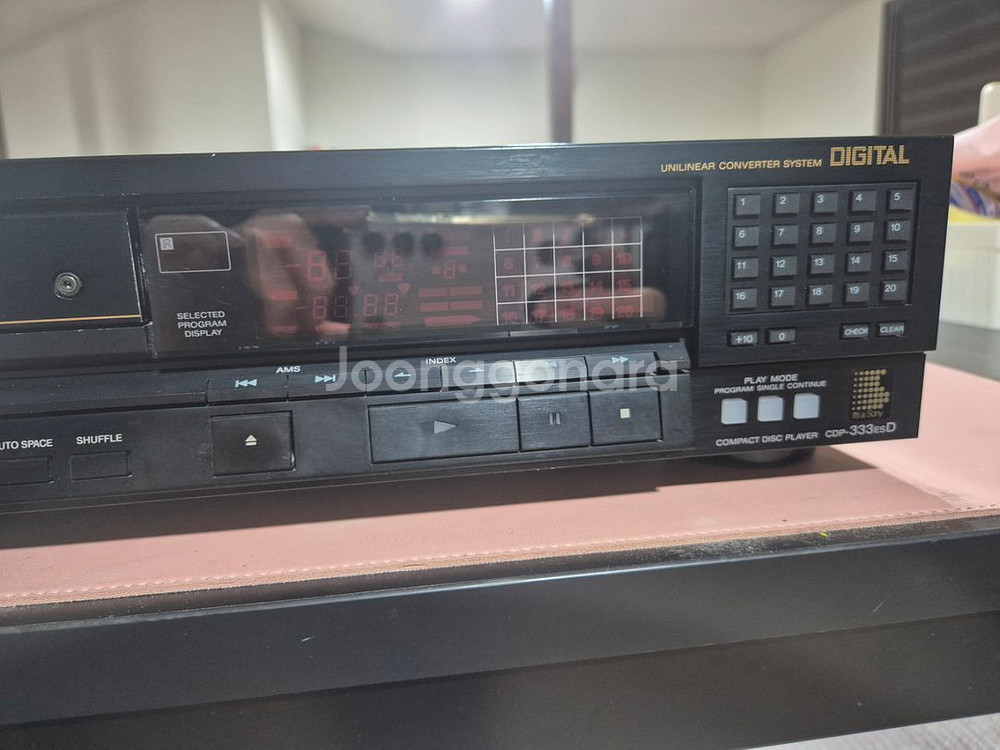 UNILINEAR CONVERTER SYSTEM DIGITAL
1 2 3 4 5
6 7 8 9 10
11 12 13 14 15
16 17 18 19 20
+10 0 CHECK CLEAR
SELECTED
PROGRAM
DISPLAY
AMS
INDEX
Joonggonara
UTO SPACE
SHUFFLE
PLAY MODE
PROGRAM SINGLE CONTINUE
It's a Sony
COMPACT DISC PLAYER CDP-333ESD